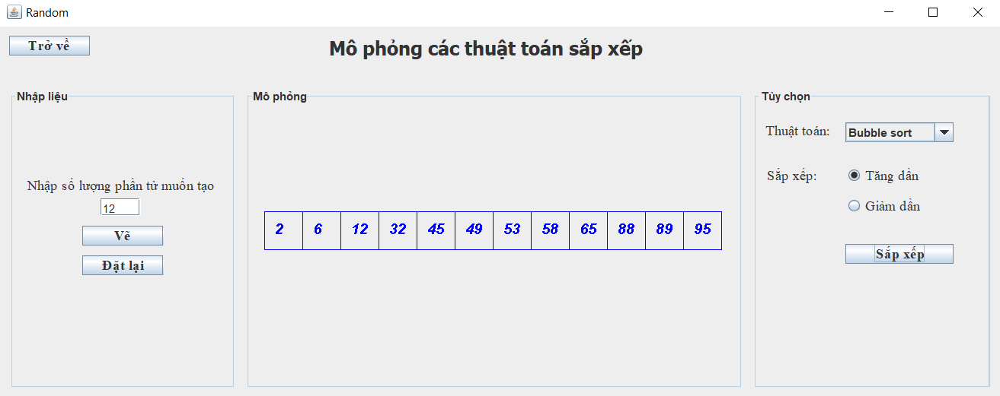 Random
Trở về
Mô phỏng các thuật toán sắp xếp
Nhập liệu
Nhập số lượng phần tử muốn tạo
12
Vẽ
Đặt lại
Mô phỏng
2 6 12 32 45 49 53 58 65 88 89 95
Tùy chọn
Thuật toán: Bubble sort
Sắp xếp: Tăng dần
Giảm dần
Sắp xếp